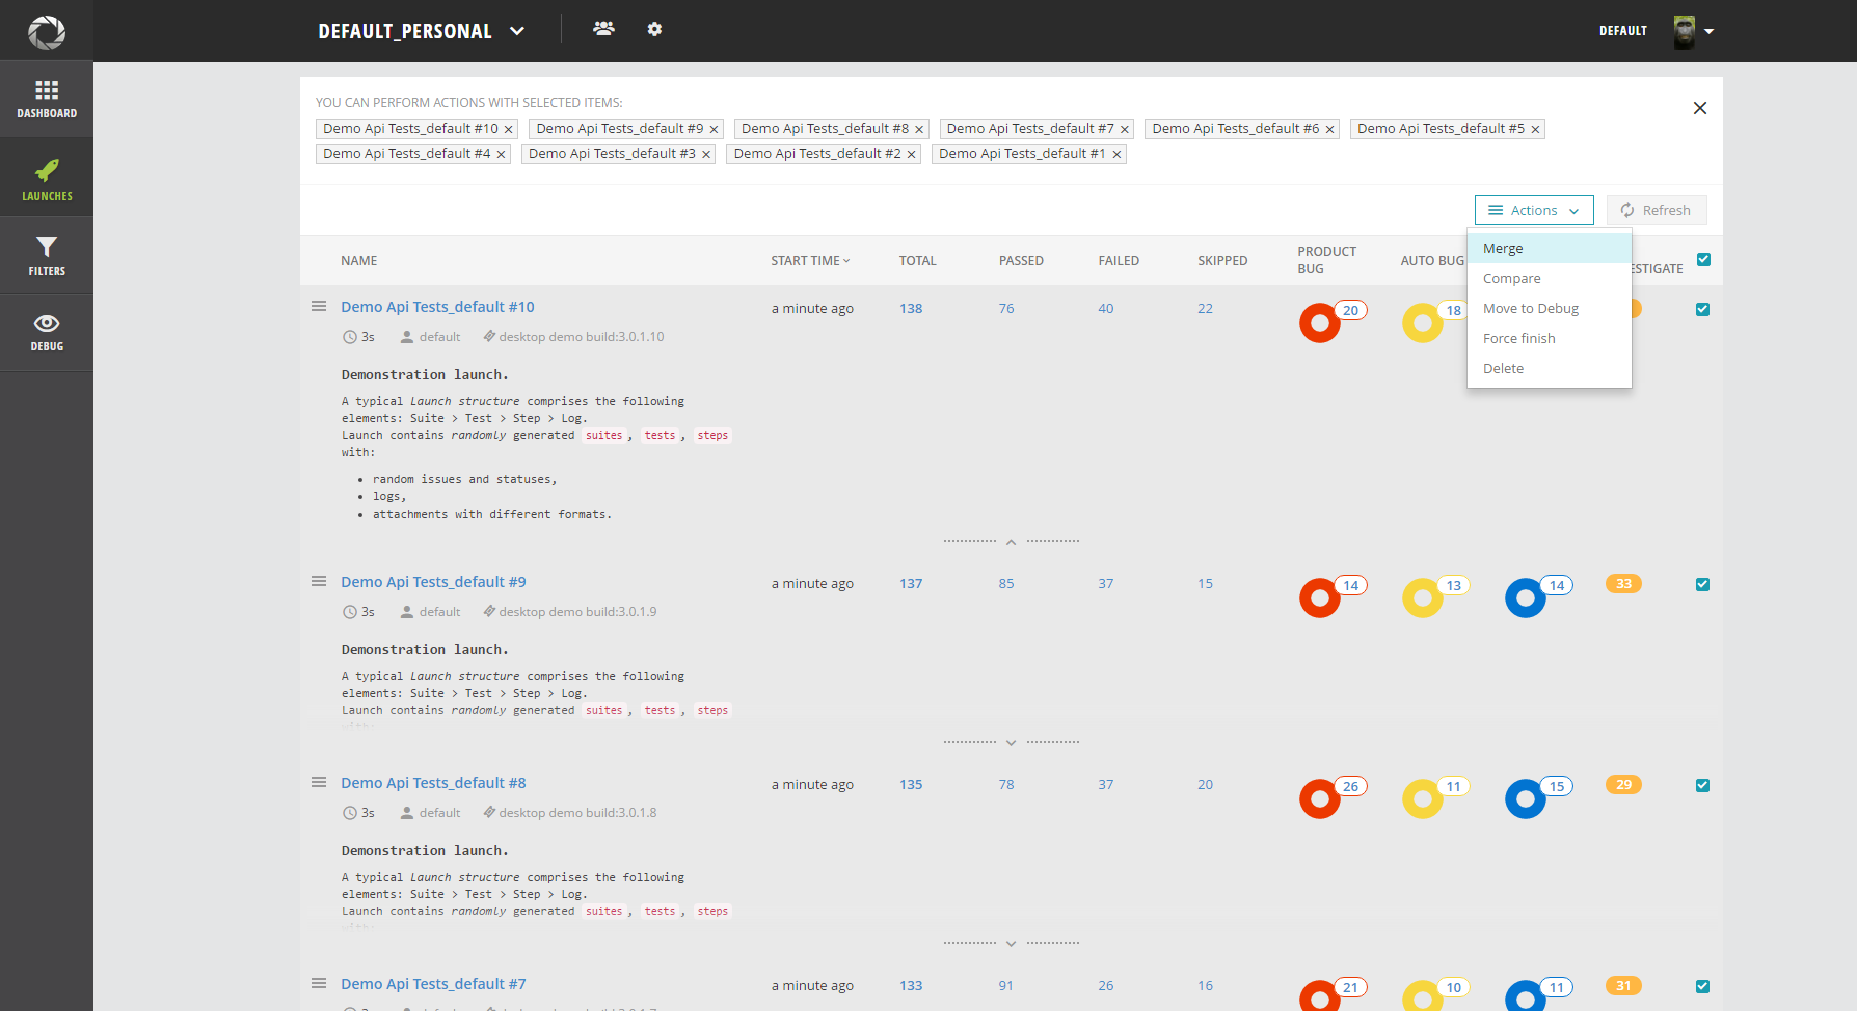 DEFAULT_PERSONAL
DEFAULT
DASHBOARD
LAUNCHES
FILTERS
DEBUG
YOU CAN PERFORM ACTIONS WITH SELECTED ITEMS:
Demo Api Tests_default #10 × Demo Api Tests_default #9 × Demo Api Tests_default #8 × Demo Api Tests_default #7 × Demo Api Tests_default #6 × Demo Api Tests_default #5 ×
Demo Api Tests_default #4 × Demo Api Tests_default #3 × Demo Api Tests_default #2 × Demo Api Tests_default #1 ×
Actions Refresh
Merge
Compare
Move to Debug
Force finish
Delete
NAME START TIME TOTAL PASSED FAILED SKIPPED PRODUCT BUG AUTO BUG ESTIGATE
Demo Api Tests_default #10 a minute ago 138 76 40 22 20 18
3s default desktop demo build:3.0.1.10
Demonstration launch.
A typical Launch structure comprises the following
elements: Suite > Test > Step > Log.
Launch contains randomly generated suites, tests, steps
with:
• random issues and statuses,
• logs,
• attachments with different formats.
Demo Api Tests_default #9 a minute ago 137 85 37 15 14 13 14 33
3s default desktop demo build:3.0.1.9
Demonstration launch.
A typical Launch structure comprises the following
elements: Suite > Test > Step > Log.
Launch contains randomly generated suites, tests, steps
with:
Demo Api Tests_default #8 a minute ago 135 78 37 20 26 11 15 29
3s default desktop demo build:3.0.1.8
Demonstration launch.
A typical Launch structure comprises the following
elements: Suite > Test > Step > Log.
Launch contains randomly generated suites, tests, steps
with:
Demo Api Tests_default #7 a minute ago 133 91 26 16 21 10 11 31